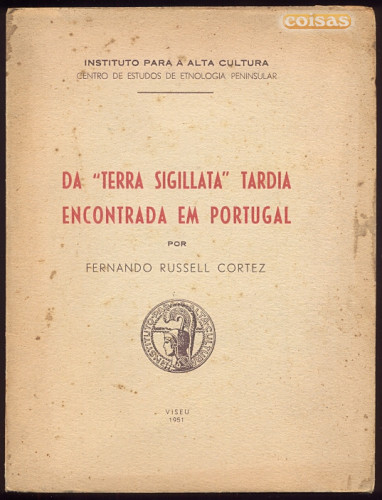 coisas
INSTITUTO PARA A ALTA CULTURA
CENTRO DE ESTUDOS DE ETNOLOGIA PENINSULAR
DA "TERRA SIGILLATA" TARDIA
ENCONTRADA EM PORTUGAL
POR
FERNANDO RUSSELL CORTEZ
VISEU
1951